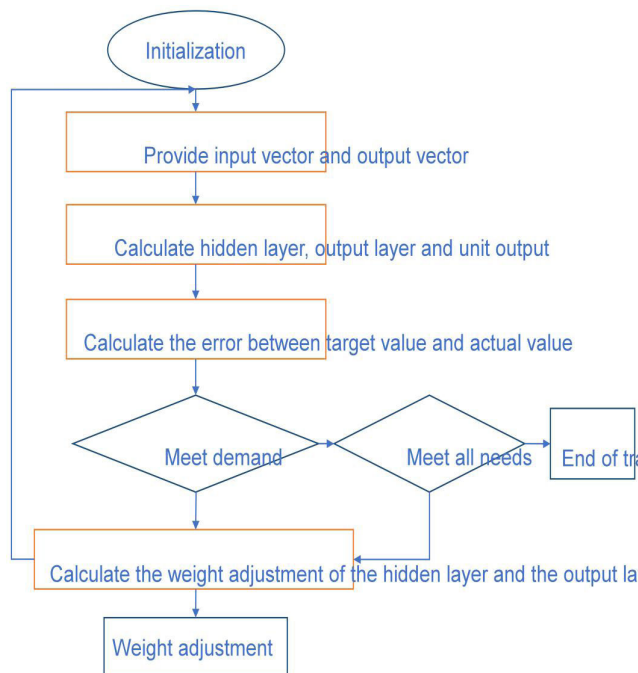 Initialization
Provide input vector and output vector
Calculate hidden layer, output layer and unit output
Calculate the error between target value and actual value
Meet demand
Meet all needs
End of tra
Calculate the weight adjustment of the hidden layer and the output la
Weight adjustment